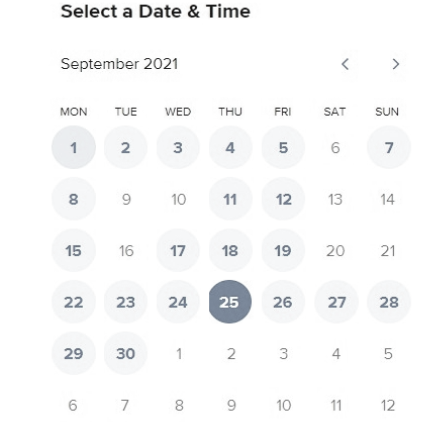 Select a Date & Time
September 2021
MON TUE WED THU FRI SAT SUN
1 2 3 4 5 6 7
8 9 10 11 12 13 14
15 16 17 18 19 20 21
22 23 24 25 26 27 28
29 30 1 2 3 4 5
6 7 8 9 10 11 12